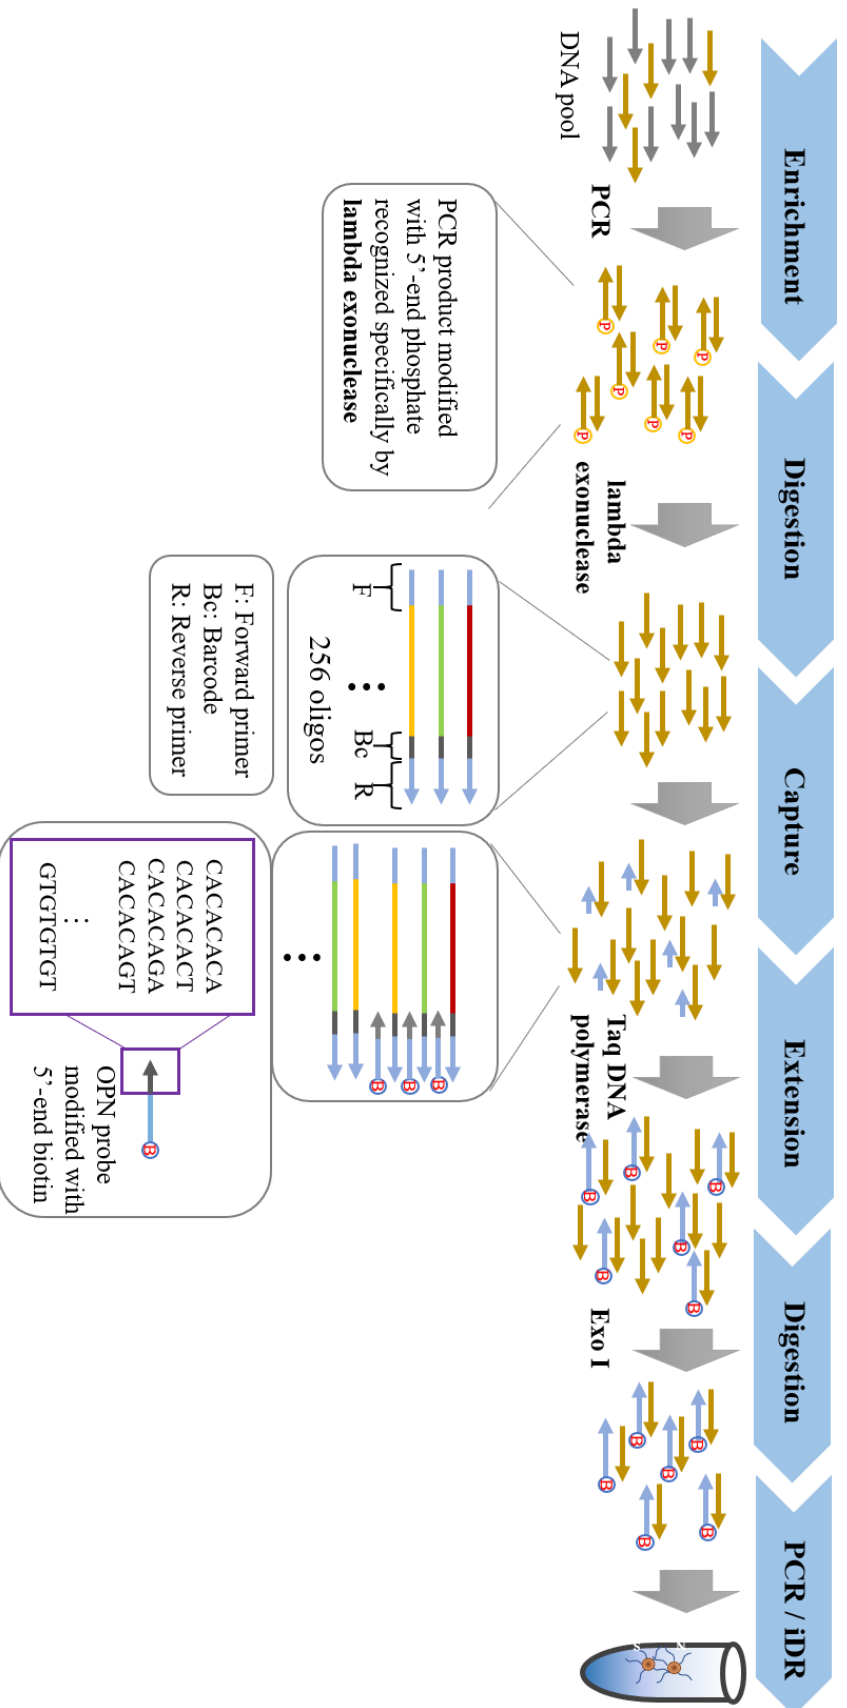 Enrichment
Digestion
Capture
Extension
Digestion
PCR / iDR
DNA pool
PCR
P
P
P
P
P
P
P
lambda
exonuclease
Taq DNA
polymerase
B
B
B
B
B
B
Exo I
B
B
B
B
B
B
N
S
PCR product modified
with 5’-end phosphate
recognized specifically by
lambda exonuclease
F
Bc
R
256 oligos
F: Forward primer
Bc: Barcode
R: Reverse primer
B
B
B
CACACACA
CACACACT
CACACAGA
CACACAGT
GTGTGTGT
B
OPN probe
modified with
5’-end biotin